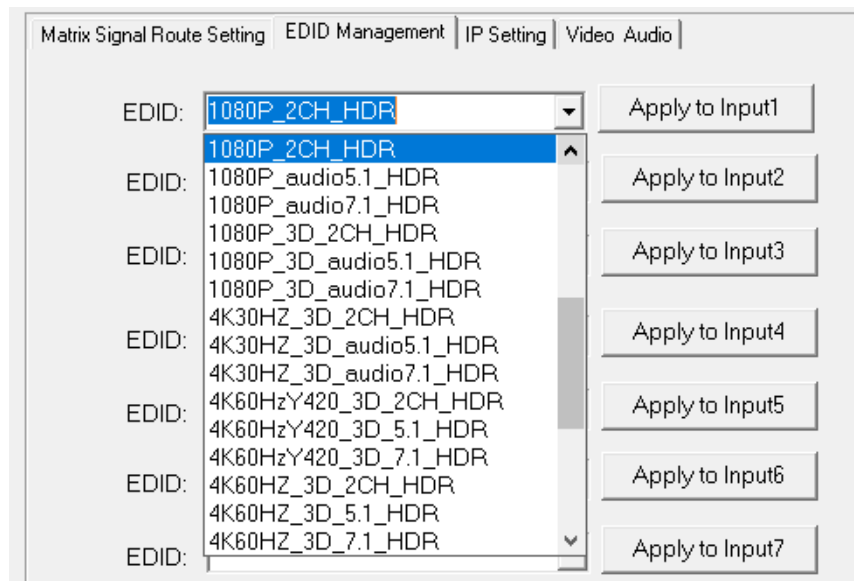 Matrix Signal Route Setting EDID Management IP Setting Video Audio
EDID: 1080P_2CH_HDR Apply to Input1
1080P_2CH_HDR
EDID: 1080P_audio5.1_HDR Apply to Input2
1080P_audio7.1_HDR
1080P_3D_2CH_HDR
EDID: 1080P_3D_audio5.1_HDR Apply to Input3
1080P_3D_audio7.1_HDR
4K30HZ_3D_2CH_HDR
EDID: 4K30HZ_3D_audio5.1_HDR Apply to Input4
4K30HZ_3D_audio7.1_HDR
4K60HzY420_3D_2CH_HDR
EDID: 4K60HzY420_3D_5.1_HDR Apply to Input5
4K60HzY420_3D_7.1_HDR
EDID: 4K60HZ_3D_2CH_HDR Apply to Input6
4K60HZ_3D_5.1_HDR
4K60HZ_3D_7.1_HDR
EDID: Apply to Input7